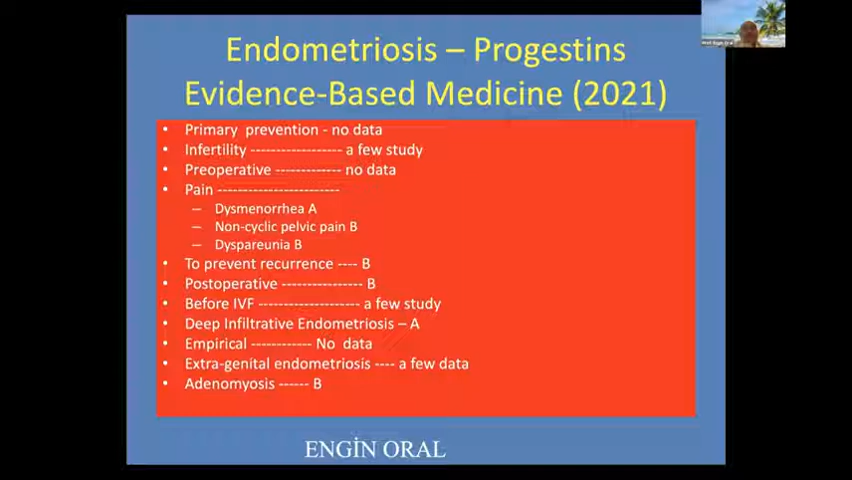 Endometriosis – Progestins
Evidence-Based Medicine (2021)
• Primary prevention - no data
• Infertility ------------------ a few study
• Preoperative ------------- no data
• Pain ------------------------
– Dysmenorrhea A
– Non-cyclic pelvic pain B
– Dyspareunia B
• To prevent recurrence ---- B
• Postoperative ---------------- B
• Before IVF -------------------- a few study
• Deep Infiltrative Endometriosis – A
• Empirical ------------ No data
• Extra-genital endometriosis ---- a few data
• Adenomyosis ------ B
ENGİN ORAL